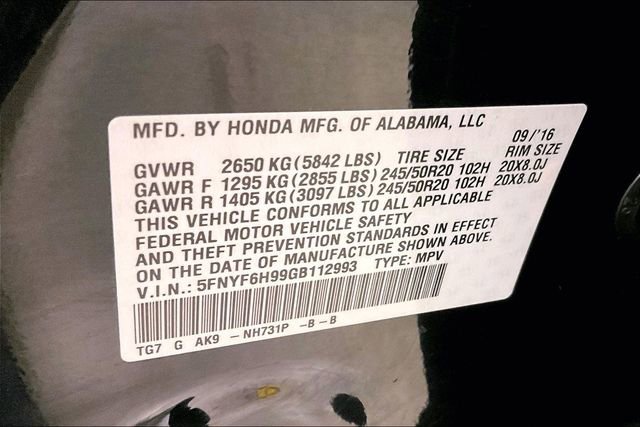 MFD. BY HONDA MFG. OF ALABAMA, LLC 09/'16
GVWR 2650 KG (5842 LBS) TIRE SIZE RIM SIZE
GAWR F 1295 KG (2855 LBS) 245/50R20 102H 20X8.0J
GAWR R 1405 KG (3097 LBS) 245/50R20 102H 20X8.0J
THIS VEHICLE CONFORMS TO ALL APPLICABLE
FEDERAL MOTOR VEHICLE SAFETY
AND THEFT PREVENTION STANDARDS IN EFFECT
ON THE DATE OF MANUFACTURE SHOWN ABOVE.
V.I.N.: 5FNYF6H99GB112993 TYPE: MPV
TG7 G AK9 - NH731P -B-B